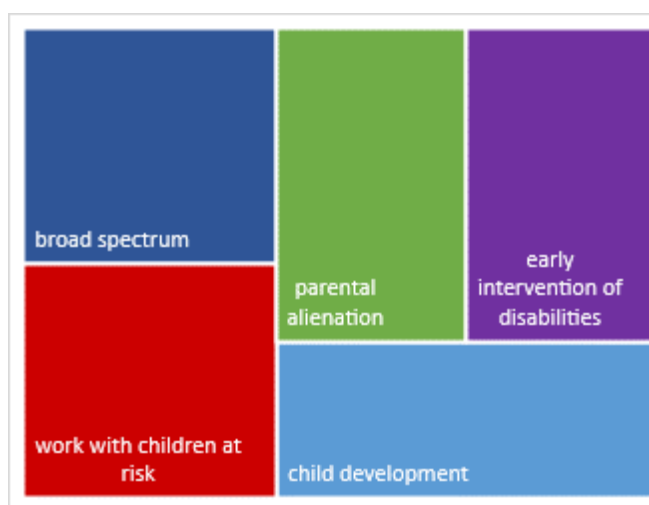 broad spectrum
work with children at
risk
parental
alienation
early
intervention of
disabilities
child development